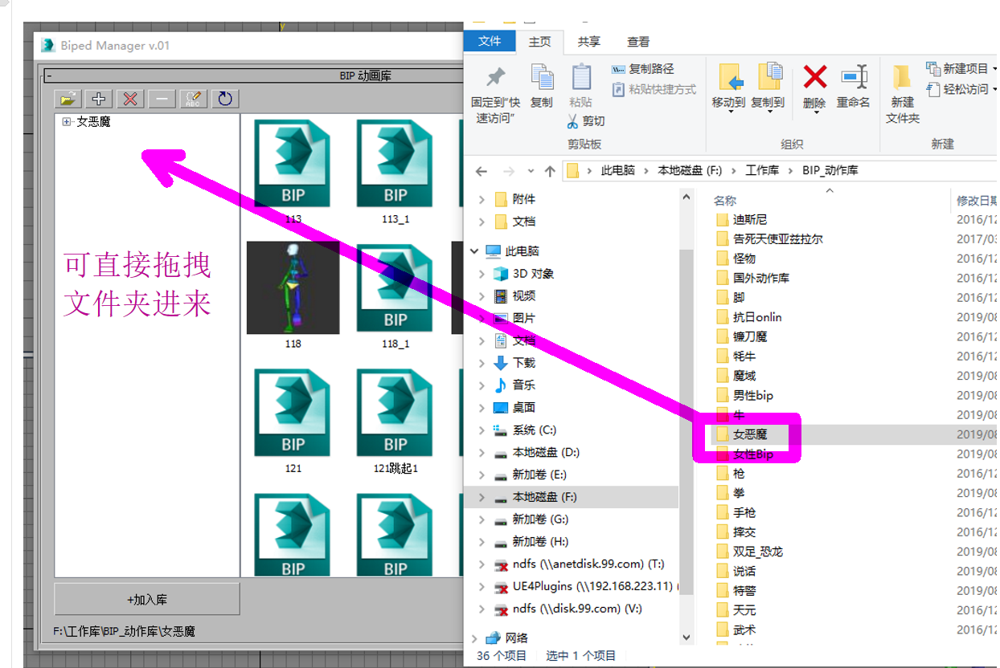 y
Biped Manager v.01
BIP 动画库
ABC
女恶魔
BIP
BIP
113
113_1
可直接拖拽
文件夹进来
BIP
118
118_1
BIP
BIP
121
121跳起1
BIP
BIP
+加入库
F:\工作库\BIP_动作库\女恶魔
文件
主页
共享
查看
固定到"快
速访问"
复制
粘贴
复制路径
粘贴快捷方式
剪切
剪贴板
移动到
复制到
删除
重命名
组织
新建
文件夹
新建项目
轻松访问
新建
此电脑
本地磁盘 (F:)
工作库
BIP_动作库
附件
文档
此电脑
3D 对象
视频
图片
文档
下载
音乐
桌面
系统 (C:)
本地磁盘 (D:)
新加卷 (E:)
本地磁盘 (F:)
新加卷 (G:)
新加卷 (H:)
ndfs (\\anetdisk.99.com) (T:)
UE4Plugins (\\192.168.223.11) (
ndfs (\\disk.99.com) (V:)
网络
名称 修改日期
迪斯尼 2016/12
告死天使亚兹拉尔 2017/03
怪物 2016/12
国外动作库 2016/12
脚 2016/12
抗日onlin 2019/08
镰刀魔 2016/12
牦牛 2016/12
魔域 2019/08
男性bip 2019/08
牛 2019/08
女恶魔 2019/08
女性Bip 2019/08
枪 2016/12
拳 2019/08
手枪 2016/12
摔交 2016/12
双足_恐龙 2019/08
说话 2019/08
特警 2019/08
天元 2016/12
武术 2016/12
36 个项目 选中 1 个项目